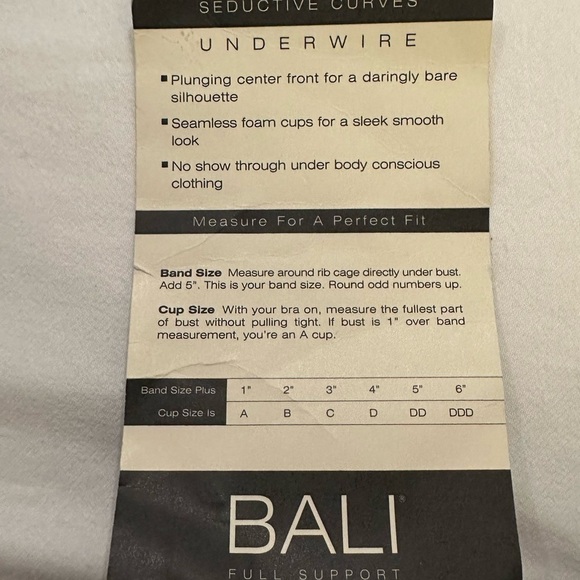 SEDUCTIVE CURVES
UNDERWIRE
▪ Plunging center front for a daringly bare
silhouette
▪ Seamless foam cups for a sleek smooth
look
▪ No show through under body conscious
clothing
Measure For A Perfect Fit
Band Size Measure around rib cage directly under bust.
Add 5". This is your band size. Round odd numbers up.
Cup Size With your bra on, measure the fullest part
of bust without pulling tight. If bust is 1" over band
measurement, you're an A cup.
Band Size Plus 1" 2" 3" 4" 5" 6"
Cup Size Is A B C D DD DDD
BALI®
FULL SUPPORT